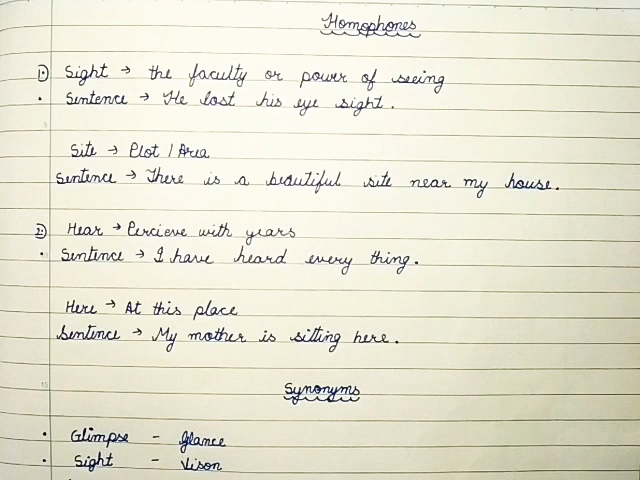 Homophones
1) Sight → the faculty or power of seeing
• Sentence → He lost his eye sight.
Site → Plot / Area
Sentence → There is a beautiful site near my house.
2) Hear → Percieve with years
• Sentence → I have heard every thing.
Here → At this place
Sentence → My mother is sitting here.
Synonyms
• Glimpse - glance
• Sight - Vison